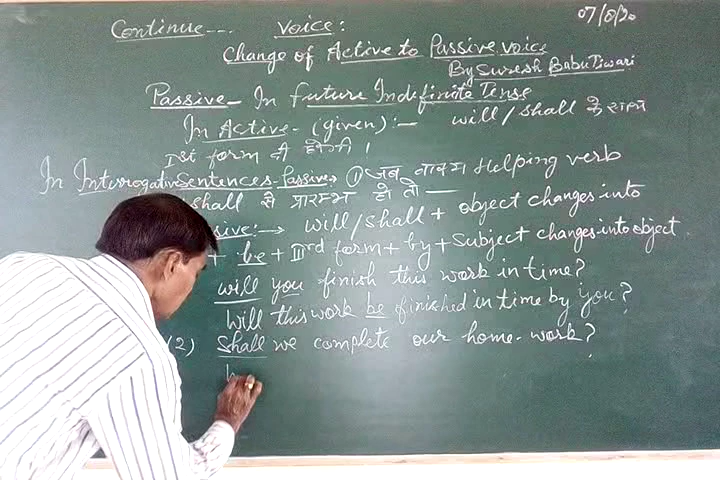 07/8/20
Continue.... Voice:
Change of Active to Passive voice
By Suresh Babu Tiwari
Passive - In Future Indefinite Tense
In Active - (given):- will/shall के साथ
Ist form दी होगी ।
In Interrogative Sentences - Passive → (1) जब वाक्य Helping verb
shall से प्रारम्भ हो तो —
:→ will/shall + object changes into
+ be + IIIrd form + by + subject changes into object.
will you finish this work in time?
Will this work be finished in time by you?
(2) Shall we complete our home-work?